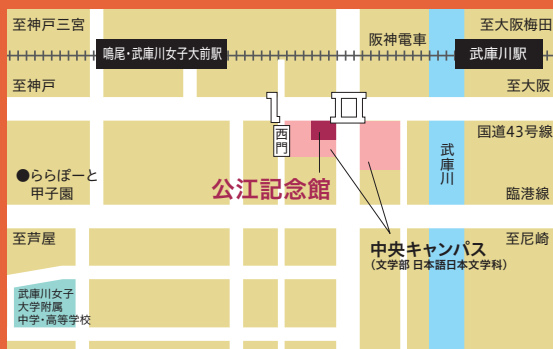 至神戸三宮
至大阪梅田
阪神電車
鳴尾・武庫川女子大前駅
武庫川駅
至神戸
至大阪
西門
国道43号線
武庫川
●ららぽーと
甲子園
公江記念館
臨港線
至芦屋
至尼崎
中央キャンパス
(文学部 日本語日本文学科)
武庫川女子
大学附属
中学・高等学校